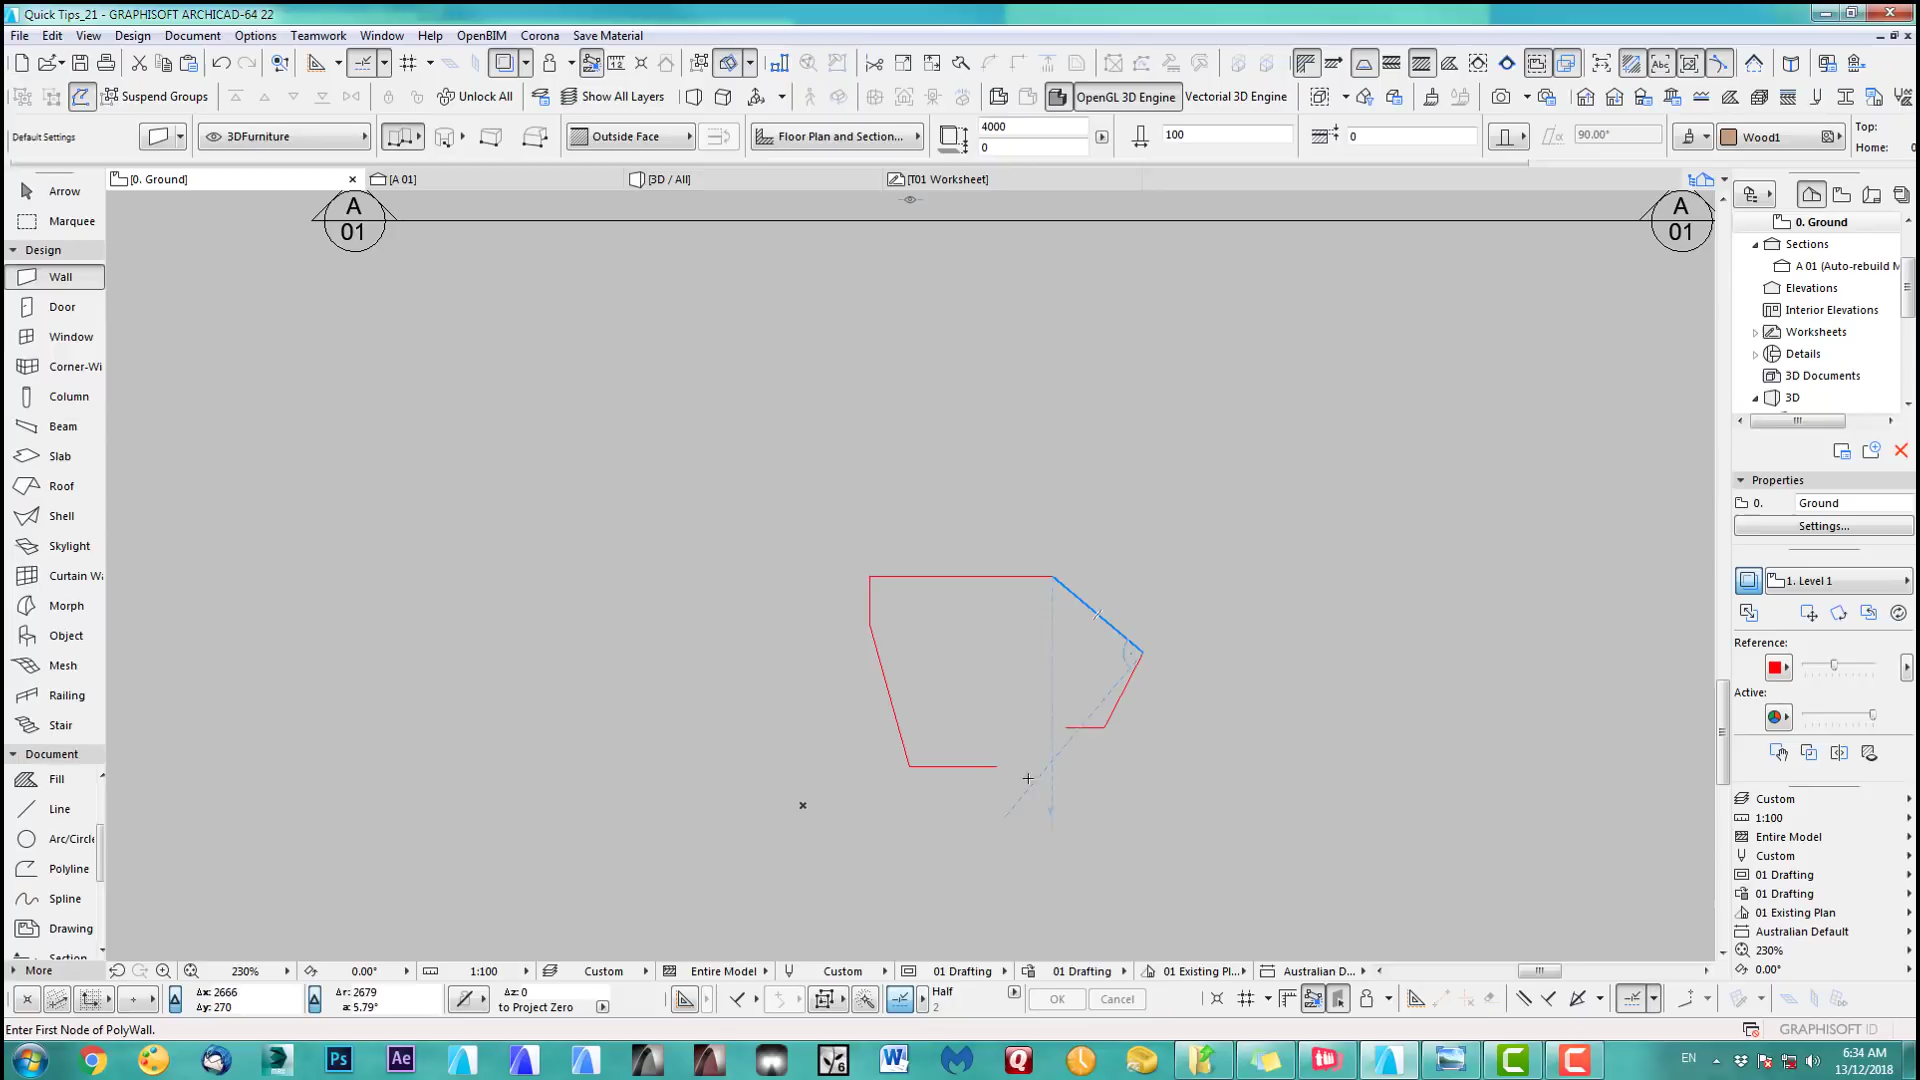 Quick Tips_21 - GRAPHISOFT ARCHICAD-64 22
File Edit View Design Document Options Teamwork Window Help OpenBIM Corona Save Material
Suspend Groups Unlock All Show All Layers OpenGL 3D Engine Vectorial 3D Engine
Abc
Default Settings 3DFurniture Outside Face Floor Plan and Section... 4000 0 100 0 90.00° Wood1 Top: Home:
[0. Ground] [A 01] [3D / All] [T01 Worksheet]
A
01
A
01
Arrow
Marquee
Design
Wall
Door
Window
Corner-Wi
Column
Beam
Slab
Roof
Shell
Skylight
Curtain Wa
Morph
Object
Mesh
Railing
Stair
Document
Fill
Line
Arc/Circle
Polyline
Spline
Drawing
More
0. Ground
Sections
A 01 (Auto-rebuild M
Elevations
Interior Elevations
Worksheets
Details
3D Documents
3D
Properties
0. Ground
Settings...
1. Level 1
Reference:
Active:
Custom
1:100
Entire Model
Custom
01 Drafting
01 Drafting
01 Existing Plan
Australian Default
230%
0.00°
230% 0.00° 1:100 Custom Entire Model Custom 01 Drafting 01 Drafting 01 Existing Pl... Australian D...
Δx: 2666
Δy: 270
Δr: 2679
a: 5.79°
Δz: 0
to Project Zero
Half
2
OK Cancel
Enter First Node of PolyWall.
GRAPHISOFT ID
Ps Ae W 6 Q
EN
6:34 AM
13/12/2018